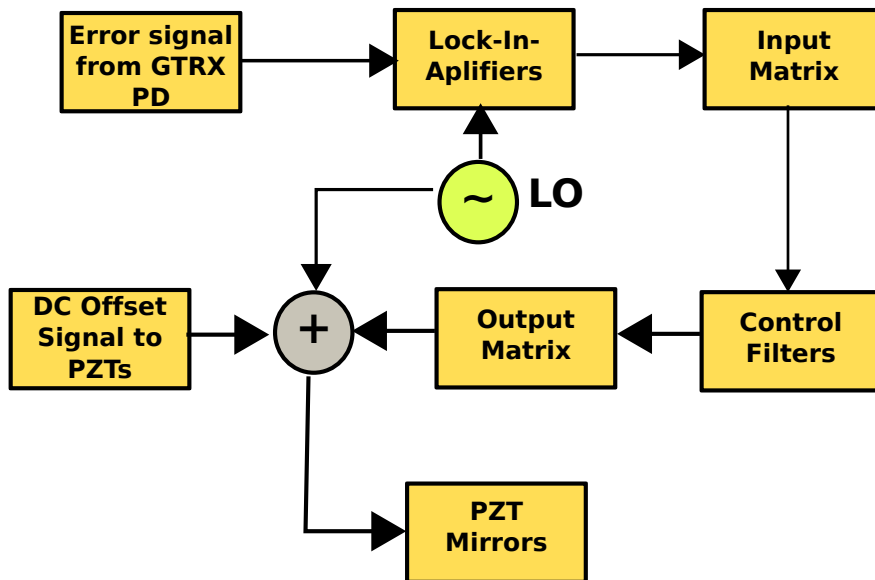 Error signal
from GTRX
PD
Lock-In-
Aplifiers
Input
Matrix
~
LO
DC Offset
Signal to
PZTs
+
Output
Matrix
Control
Filters
PZT
Mirrors